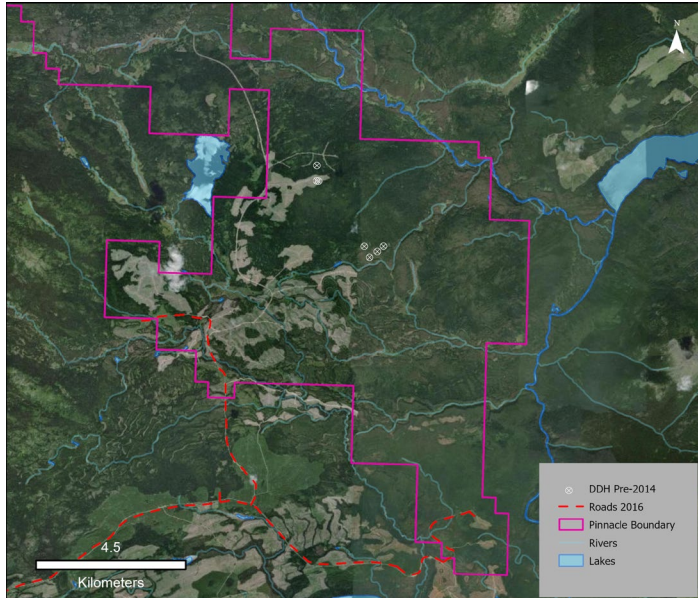 N
DDH Pre-2014
Roads 2016
Pinnacle Boundary
Rivers
Lakes
4.5
Kilometers